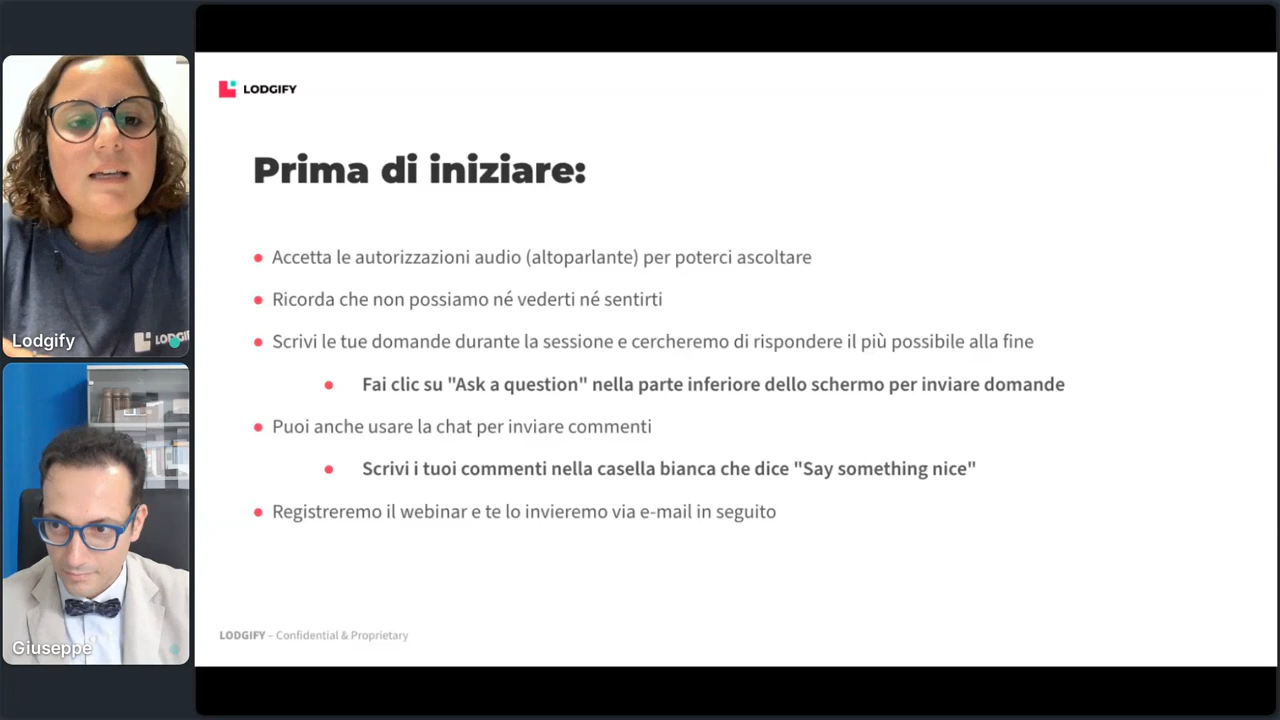 LODGIFY
Prima di iniziare:
Accetta le autorizzazioni audio (altoparlante) per poterci ascoltare
Ricorda che non possiamo né vederti né sentirti
Scrivi le tue domande durante la sessione e cercheremo di rispondere il più possibile alla fine
Fai clic su "Ask a question" nella parte inferiore dello schermo per inviare domande
Puoi anche usare la chat per inviare commenti
Scrivi i tuoi commenti nella casella bianca che dice "Say something nice"
Registreremo il webinar e te lo invieremo via e-mail in seguito
LODGIFY – Confidential & Proprietary
Lodgify
LODGIFY
Giuseppe